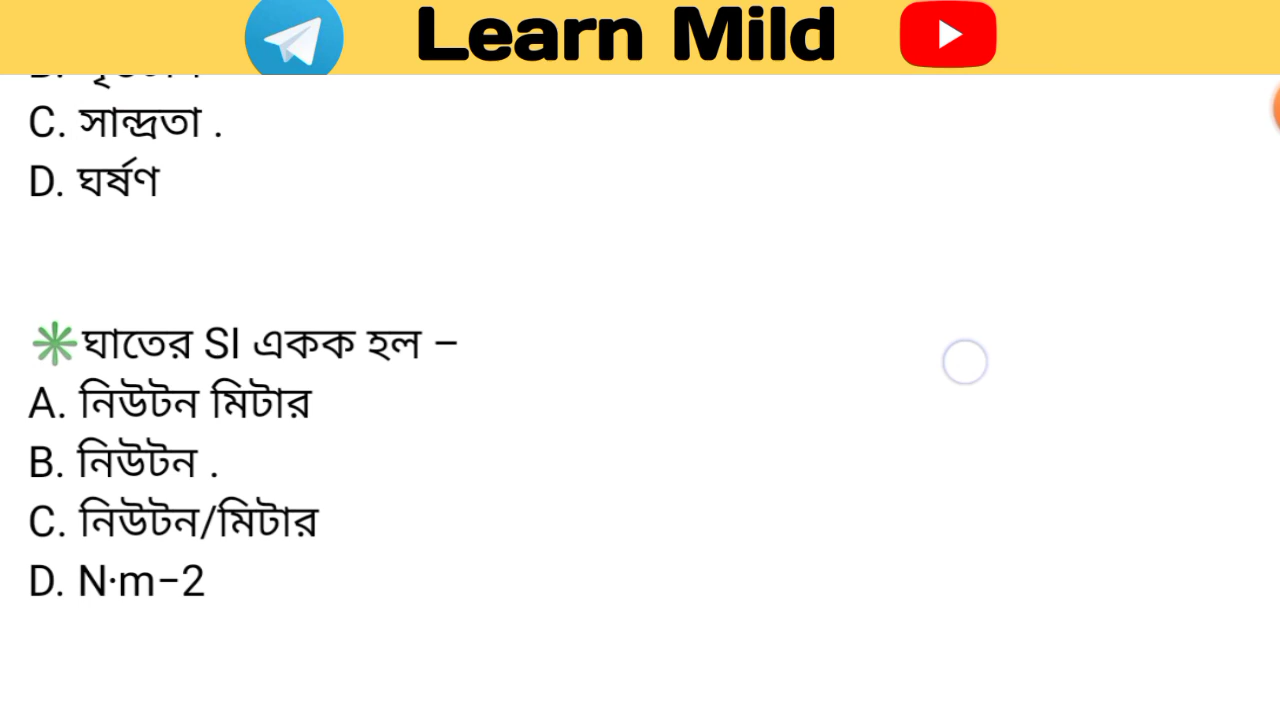 Learn Mild
C. সান্দ্রতা .
D. ঘর্ষণ
ঘাতের SI একক হল –
A. নিউটন মিটার
B. নিউটন .
C. নিউটন/মিটার
D. N·m−2